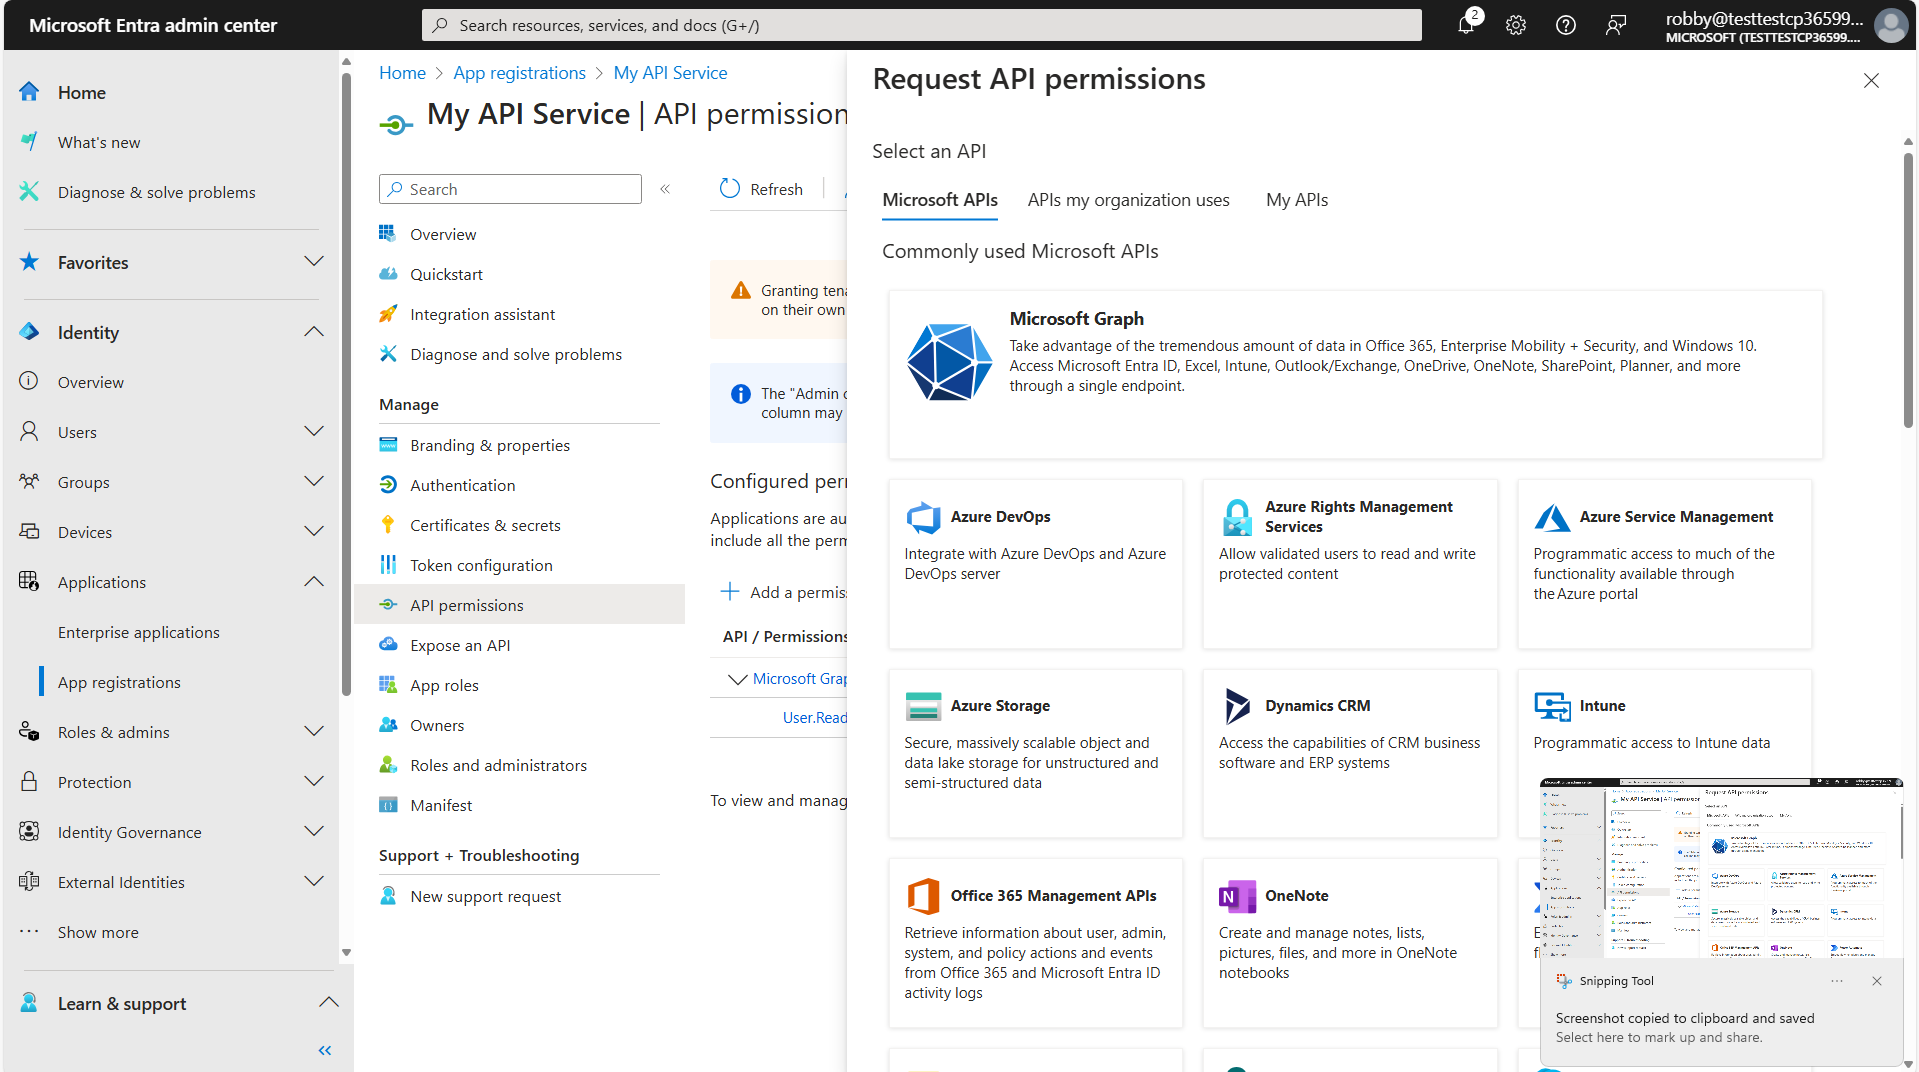 Microsoft Entra admin center
Search resources, services, and docs (G+/)
2
robby@testtestcp36599...
MICROSOFT (TESTTESTCP36599....
Home
What's new
Diagnose & solve problems
Favorites
Identity
Overview
Users
Groups
Devices
Applications
Enterprise applications
App registrations
Roles & admins
Protection
Identity Governance
External Identities
Show more
Learn & support
Home > App registrations > My API Service
My API Service | API permission
Search
Overview
Quickstart
Integration assistant
Diagnose and solve problems
Manage
Branding & properties
Authentication
Certificates & secrets
Token configuration
API permissions
Expose an API
App roles
Owners
Roles and administrators
Manifest
Support + Troubleshooting
New support request
Refresh
Granting tena
on their own
The "Admin c
column may
Configured perr
Applications are au
include all the perm
Add a permis
API / Permissions
Microsoft Grap
User.Read
To view and manag
Request API permissions
Select an API
Microsoft APIs
APIs my organization uses
My APIs
Commonly used Microsoft APIs
Microsoft Graph
Take advantage of the tremendous amount of data in Office 365, Enterprise Mobility + Security, and Windows 10.
Access Microsoft Entra ID, Excel, Intune, Outlook/Exchange, OneDrive, OneNote, SharePoint, Planner, and more
through a single endpoint.
Azure DevOps
Integrate with Azure DevOps and Azure
DevOps server
Azure Rights Management
Services
Allow validated users to read and write
protected content
Azure Service Management
Programmatic access to much of the
functionality available through
the Azure portal
Azure Storage
Secure, massively scalable object and
data lake storage for unstructured and
semi-structured data
Dynamics CRM
Access the capabilities of CRM business
software and ERP systems
Intune
Programmatic access to Intune data
Office 365 Management APIs
Retrieve information about user, admin,
system, and policy actions and events
from Office 365 and Microsoft Entra ID
activity logs
OneNote
Create and manage notes, lists,
pictures, files, and more in OneNote
notebooks
Request API permissions
My API Service | API permission
Snipping Tool
Screenshot copied to clipboard and saved
Select here to mark up and share.